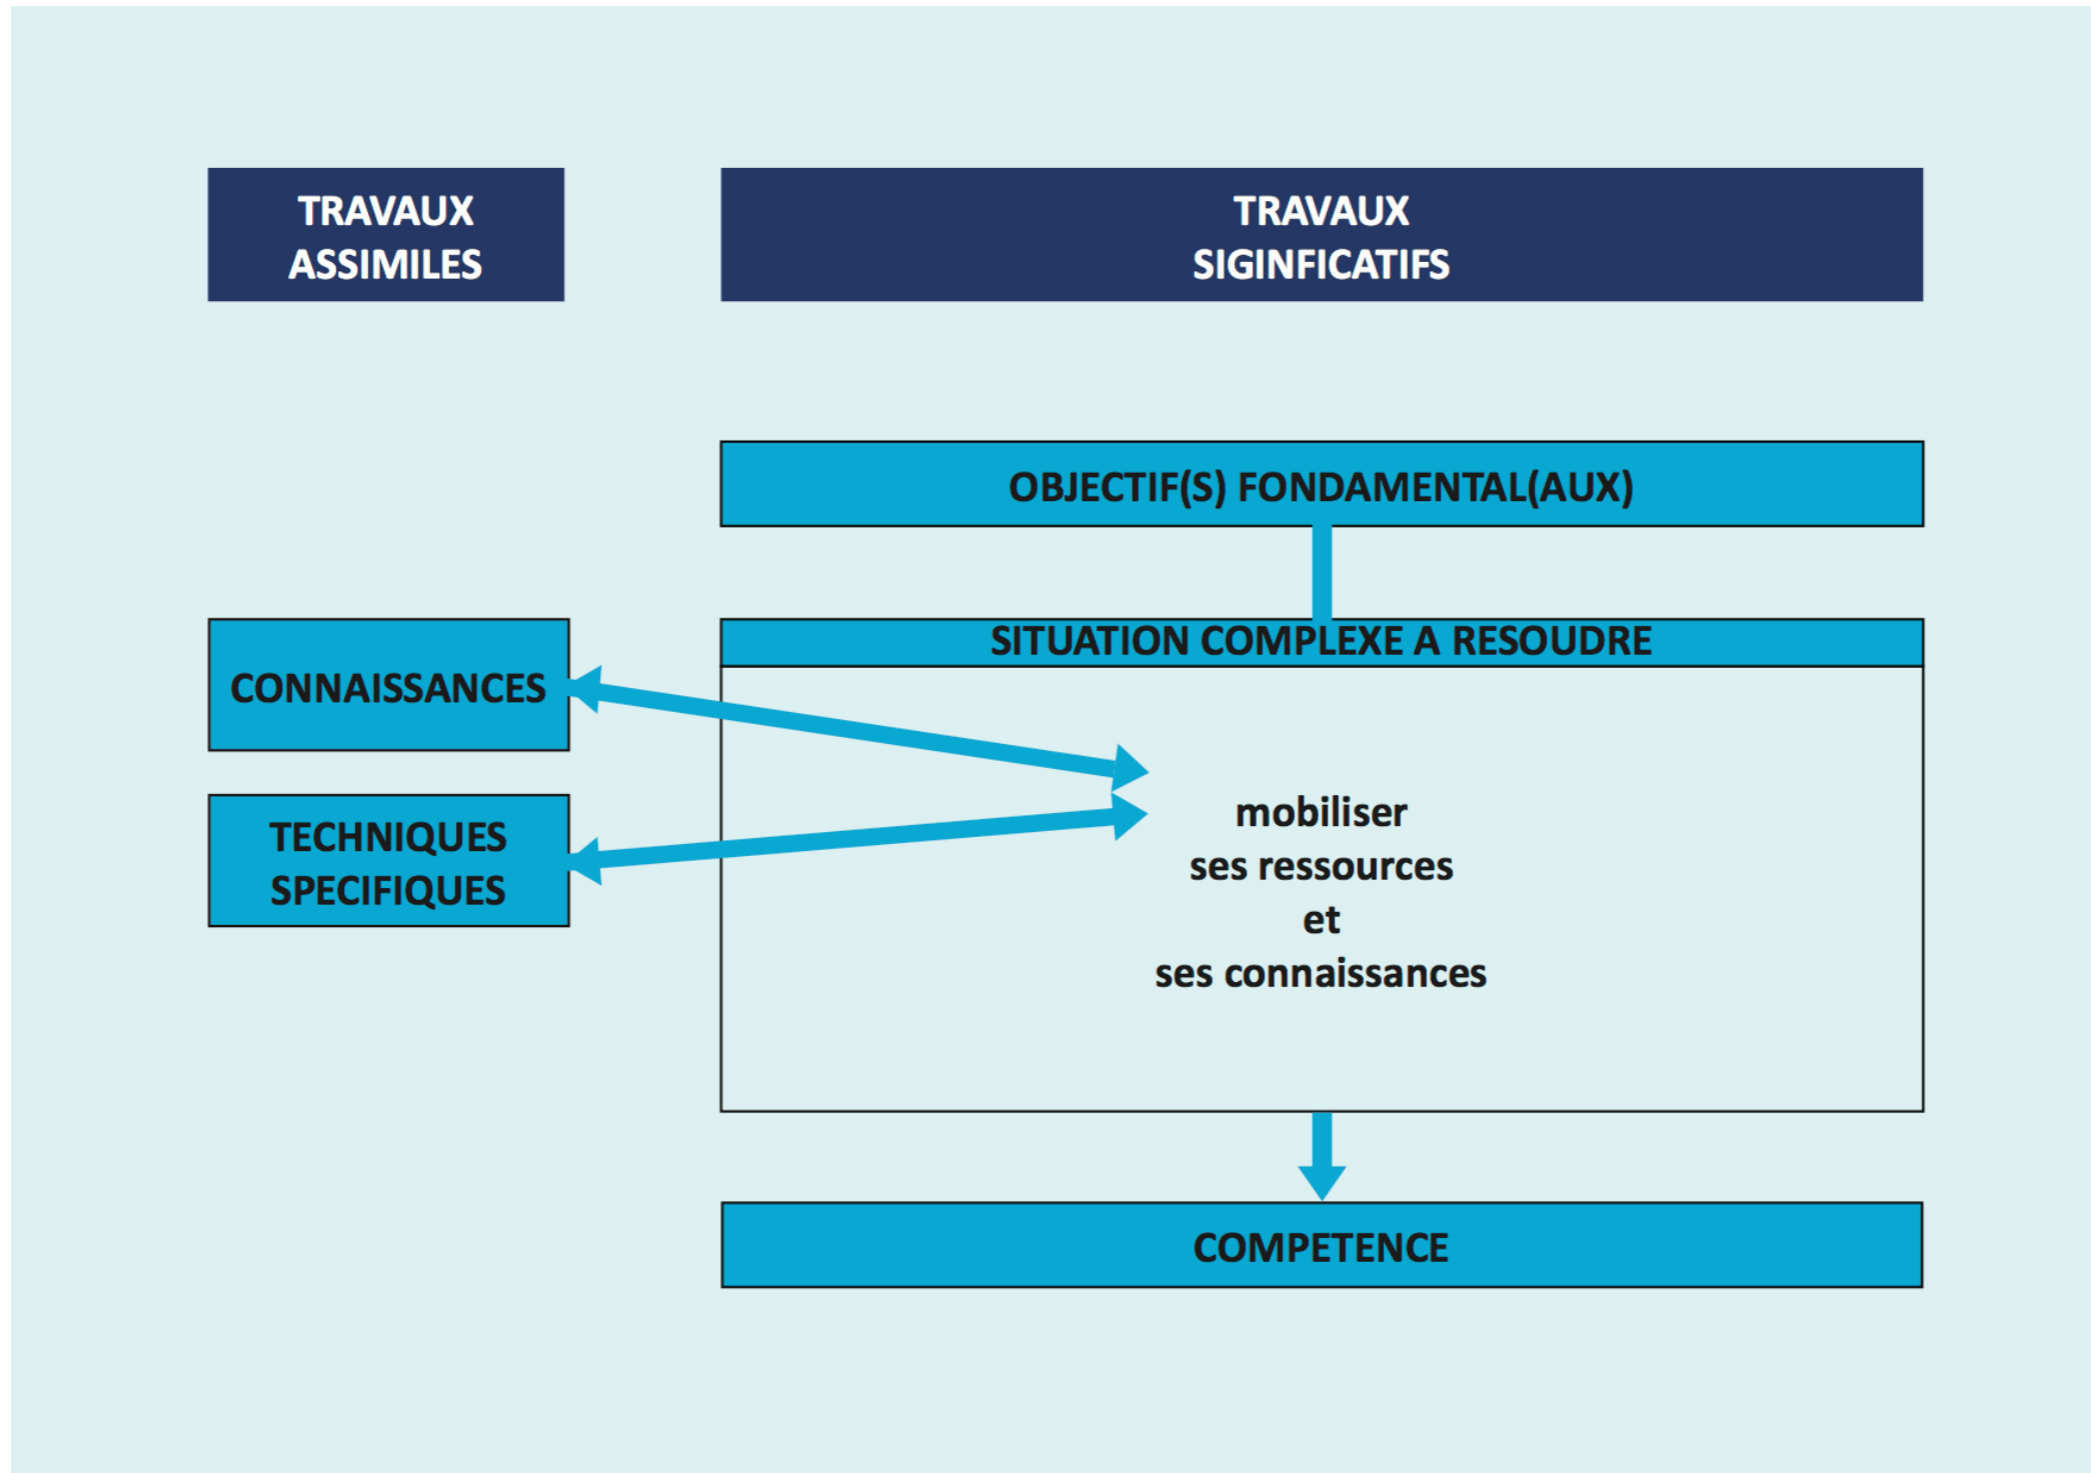 TRAVAUX
ASSIMILES
TRAVAUX
SIGINFICATIFS
OBJECTIF(S) FONDAMENTAL(AUX)
SITUATION COMPLEXE A RESOUDRE
CONNAISSANCES
TECHNIQUES
SPECIFIQUES
mobiliser
ses ressources
et
ses connaissances
COMPETENCE